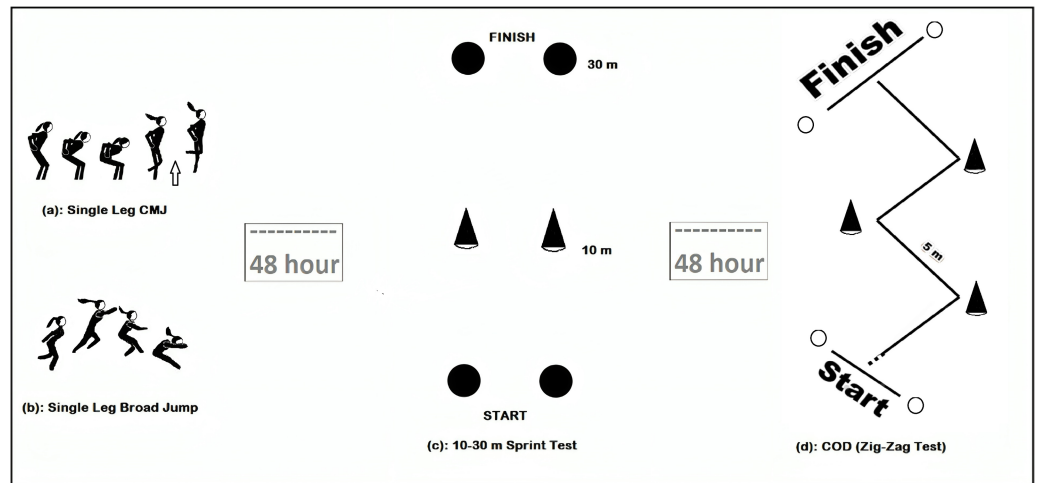 (a): Single Leg CMJ
(b): Single Leg Broad Jump
48 hour
FINISH
30 m
10 m
START
(c): 10-30 m Sprint Test
48 hour
Finish
5 m
Start
(d): COD (Zig-Zag Test)